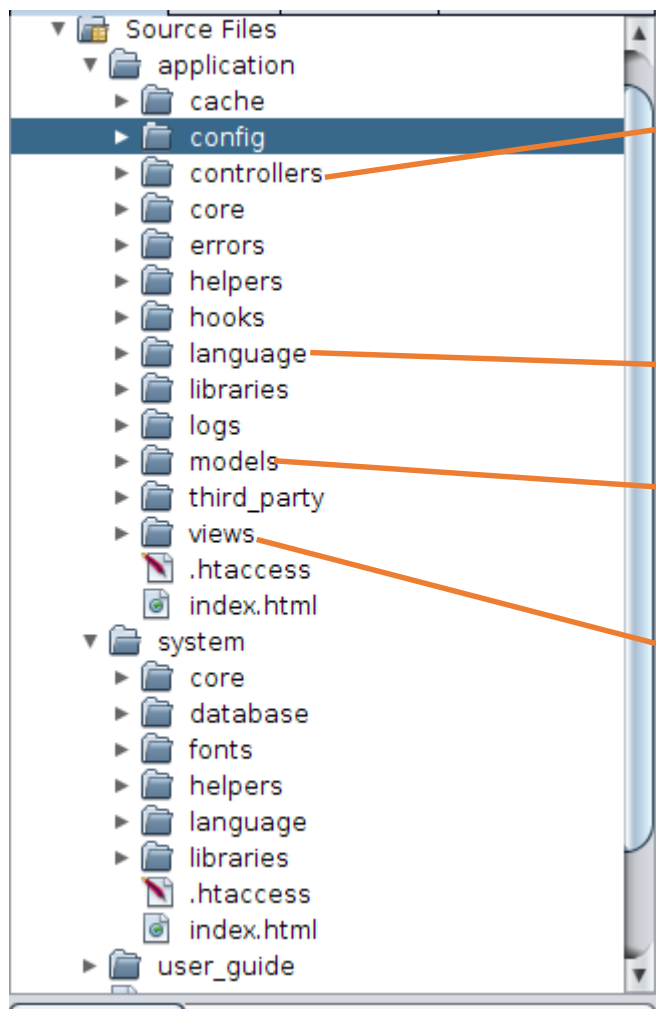 Source Files
application
cache
config
controllers
core
errors
helpers
hooks
language
libraries
logs
models
third_party
views
.htaccess
index.html
system
core
database
fonts
helpers
language
libraries
.htaccess
index.html
user_guide